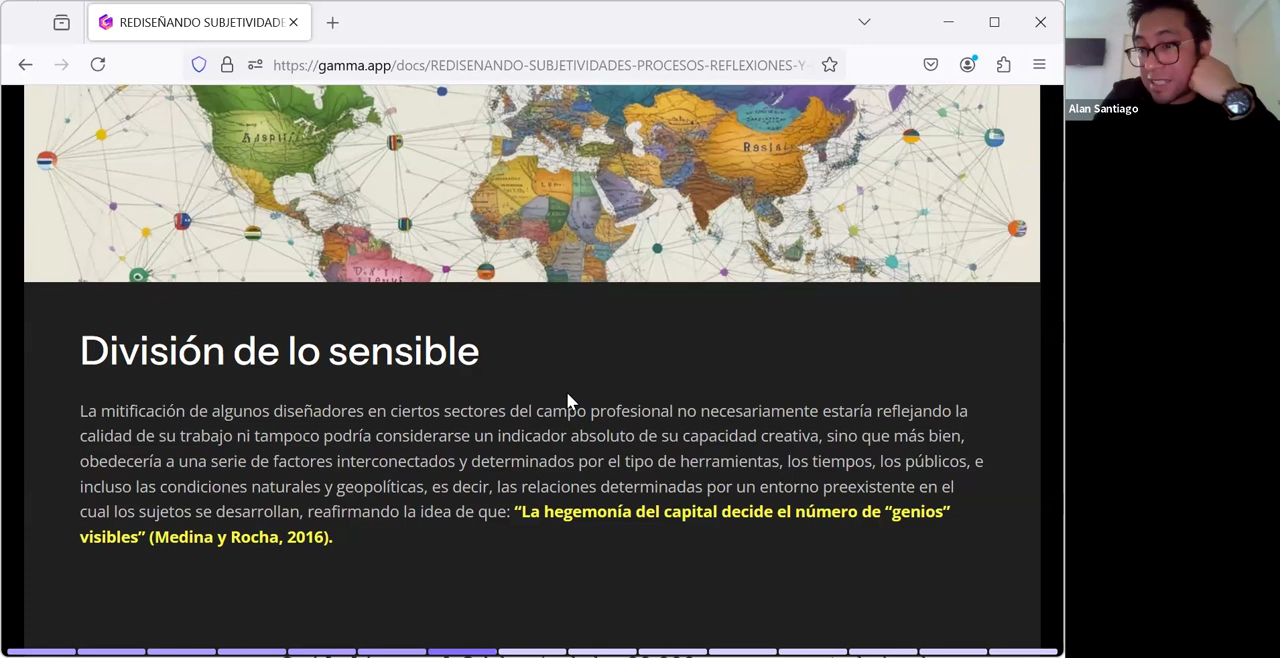 REDISEÑANDO SUBJETIVIDADE
https://gamma.app/docs/REDISENANDO-SUBJETIVIDADES-PROCESOS-REFLEXIONES-Y-
Alan Santiago
División de lo sensible
La mitificación de algunos diseñadores en ciertos sectores del campo profesional no necesariamente estaría reflejando la
calidad de su trabajo ni tampoco podría considerarse un indicador absoluto de su capacidad creativa, sino que más bien,
obedecería a una serie de factores interconectados y determinados por el tipo de herramientas, los tiempos, los públicos, e
incluso las condiciones naturales y geopolíticas, es decir, las relaciones determinadas por un entorno preexistente en el
cual los sujetos se desarrollan, reafirmando la idea de que: “La hegemonía del capital decide el número de “genios”
visibles” (Medina y Rocha, 2016).